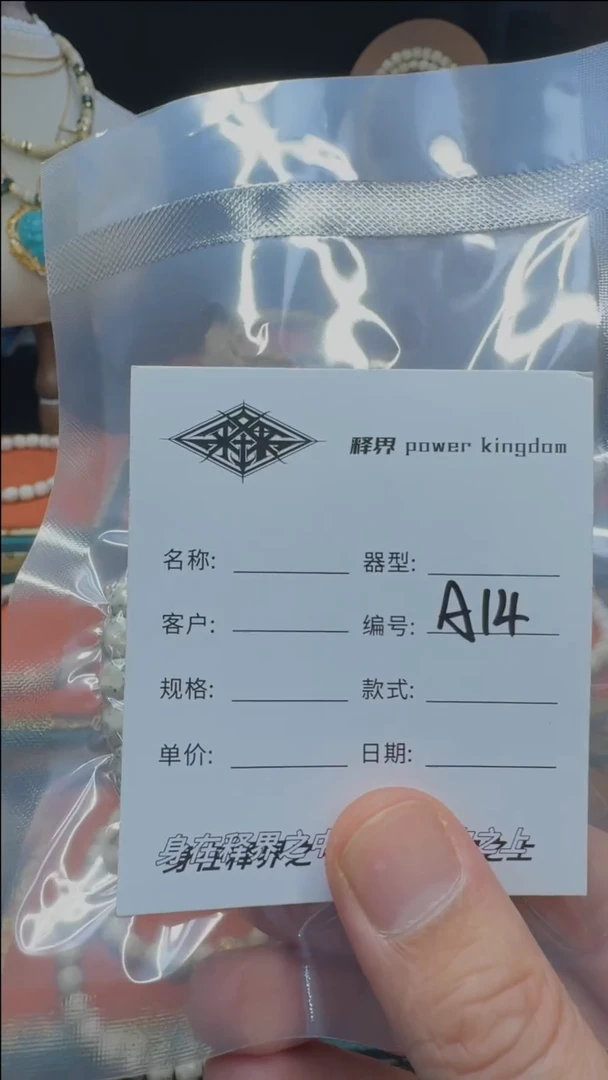 释界 power kingdom
名称: 器型:
客户: 编号: A14
规格: 款式:
单价: 日期:
身在释界之中 之上